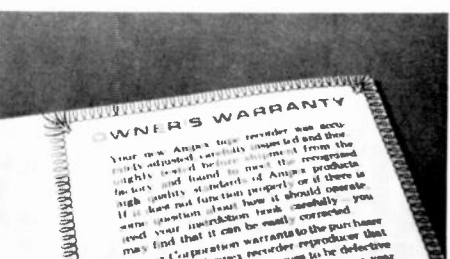 OWNER'S WARRANTY
Your new Ampex tape recorder was accu-
rately adjusted carefully inspected and thor-
oughly tested before shipment from the
factory and found to meet the recognized
high quality standards of Ampex products
If it does not function properly or if there is
some question about how it should operate
read your instruction book carefully — you
may find that it can be easily corrected
Corporation warrants to the purchaser
recorder reproducer that
to be defective
year